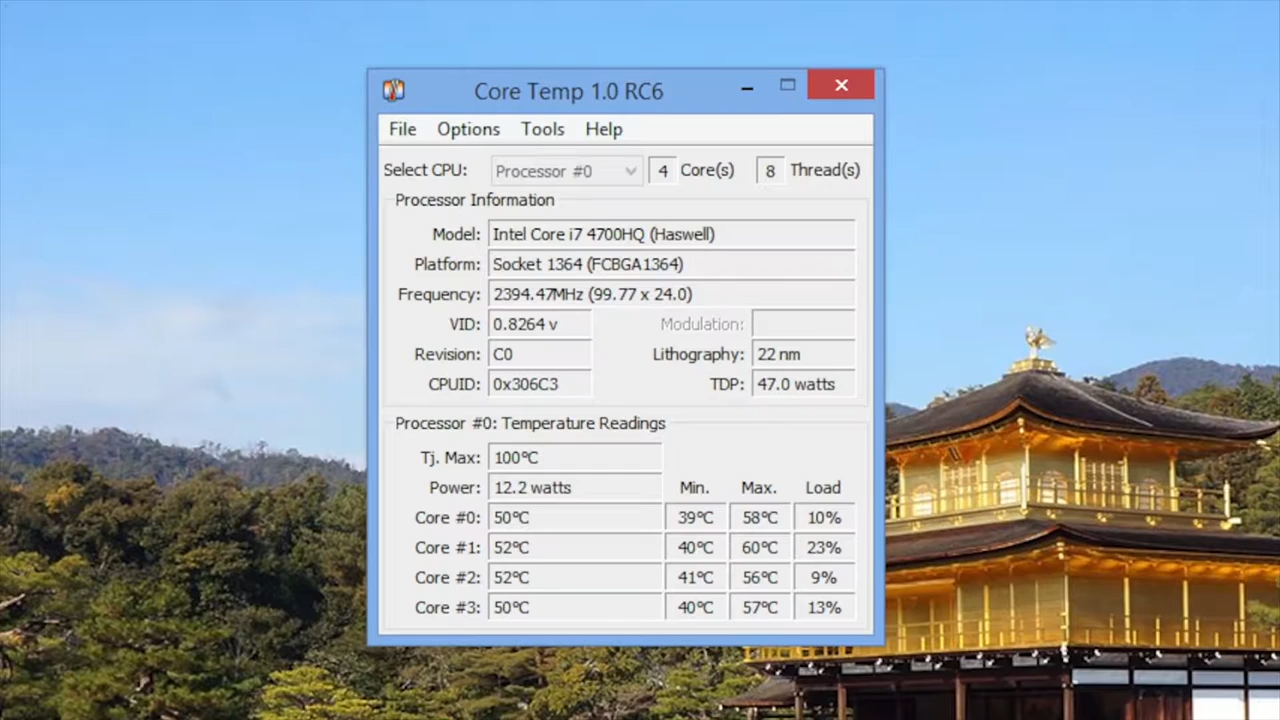 Core Temp 1.0 RC6
File Options Tools Help
Select CPU: Processor #0 4 Core(s) 8 Thread(s)
Processor Information
Model: Intel Core i7 4700HQ (Haswell)
Platform: Socket 1364 (FCBGA1364)
Frequency: 2394.47MHz (99.77 x 24.0)
VID: 0.8264 v Modulation:
Revision: C0 Lithography: 22 nm
CPUID: 0x306C3 TDP: 47.0 watts
Processor #0: Temperature Readings
Tj. Max: 100°C
Power: 12.2 watts Min. Max. Load
Core #0: 50°C 39°C 58°C 10%
Core #1: 52°C 40°C 60°C 23%
Core #2: 52°C 41°C 56°C 9%
Core #3: 50°C 40°C 57°C 13%